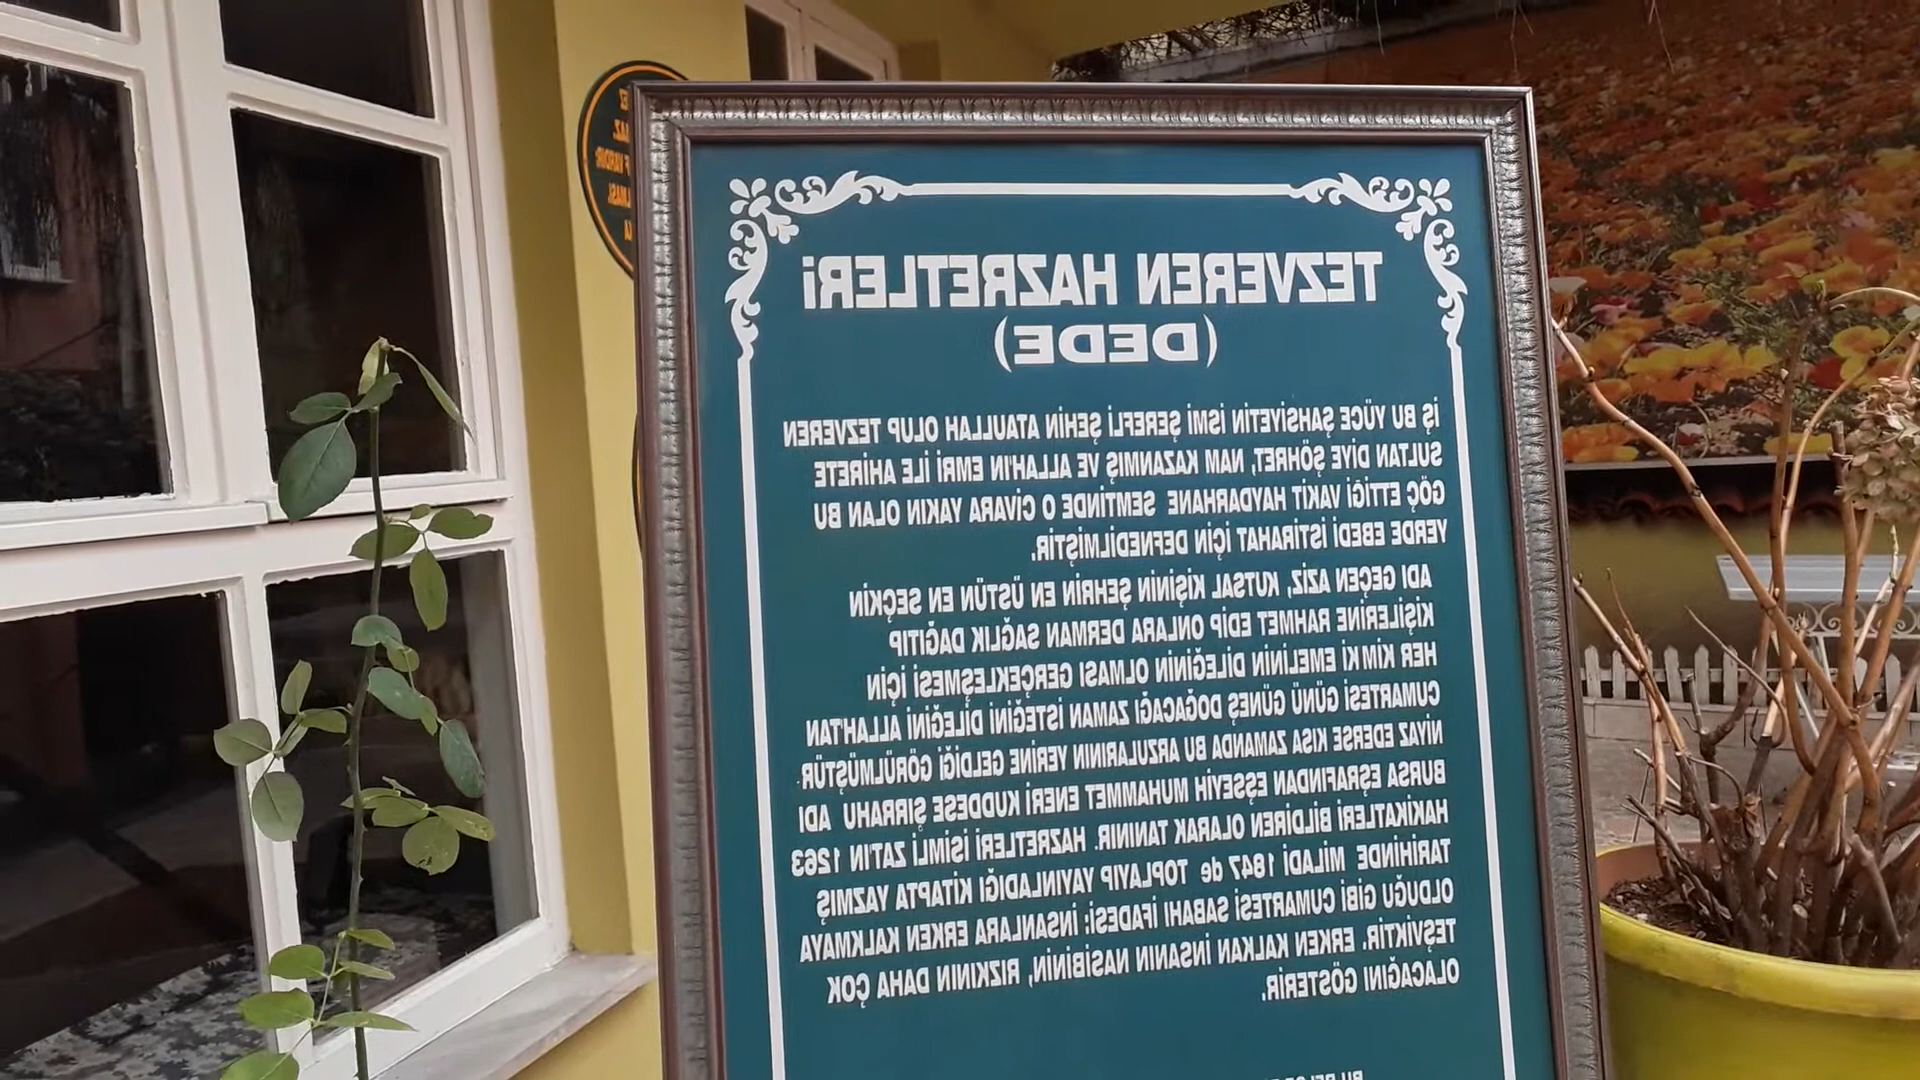 TEZVEREN HAZRETLERİ
(DEDE)
İŞ BU YÜCE ŞAHSİYETİN İSMİ ŞEREFLİ ŞEHİN ATAULLAH OLUP TEZVEREN
SULTAN DİYE ŞÖHRET, NAM KAZANMIŞ VE ALLAH'IN EMRİ İLE AHİRETE
GÖÇ ETTİĞİ VAKİT HAYDARHANE SEMTİNDE O CİVARA YAKIN OLAN BU
YERDE EBEDİ İSTİRAHAT İÇİN DEFNEDİLMİŞTİR.
ADI GEÇEN AZİZ, KUTSAL KİŞİNİN ŞEHRİN EN ÜSTÜN EN SEÇKİN
KİŞİLERİNE RAHMET EDİP ONLARA DERMAN SAĞLIK DAĞITIP
HER KİM Kİ EMELİNİN DİLEĞİNİN OLMASI GERÇEKLEŞMESİ İÇİN
CUMARTESİ GÜNÜ GÜNEŞ DOĞACAĞI ZAMAN İSTEĞİNİ DİLEĞİNİ ALLAH'TAN
NİYAZ EDERSE KISA ZAMANDA BU ARZULARININ YERİNE GELDİĞİ GÖRÜLMÜŞTÜR.
BURSA EŞRAFINDAN EŞŞEYİH MUHAMMET ENERİ KUDDESE ŞIRRAHU ADI
HAKİKATLERİ BİLDİREN OLARAK TANINIR. HAZRETLERİ İSİMLİ ZAT'IN 1263
TARİHİNDE MİLADİ 1847 de TOPLAYIP YAYINLADIĞI KİTAPTA YAZMIŞ
OLDUĞU GİBİ CUMARTESİ SABAHI İFADESİ: İNSANLARA ERKEN KALKMAYA
TEŞVİKTİR. ERKEN KALKAN İNSANIN NASİBİNİN, RIZKININ DAHA ÇOK
OLACAĞINI GÖSTERİR.